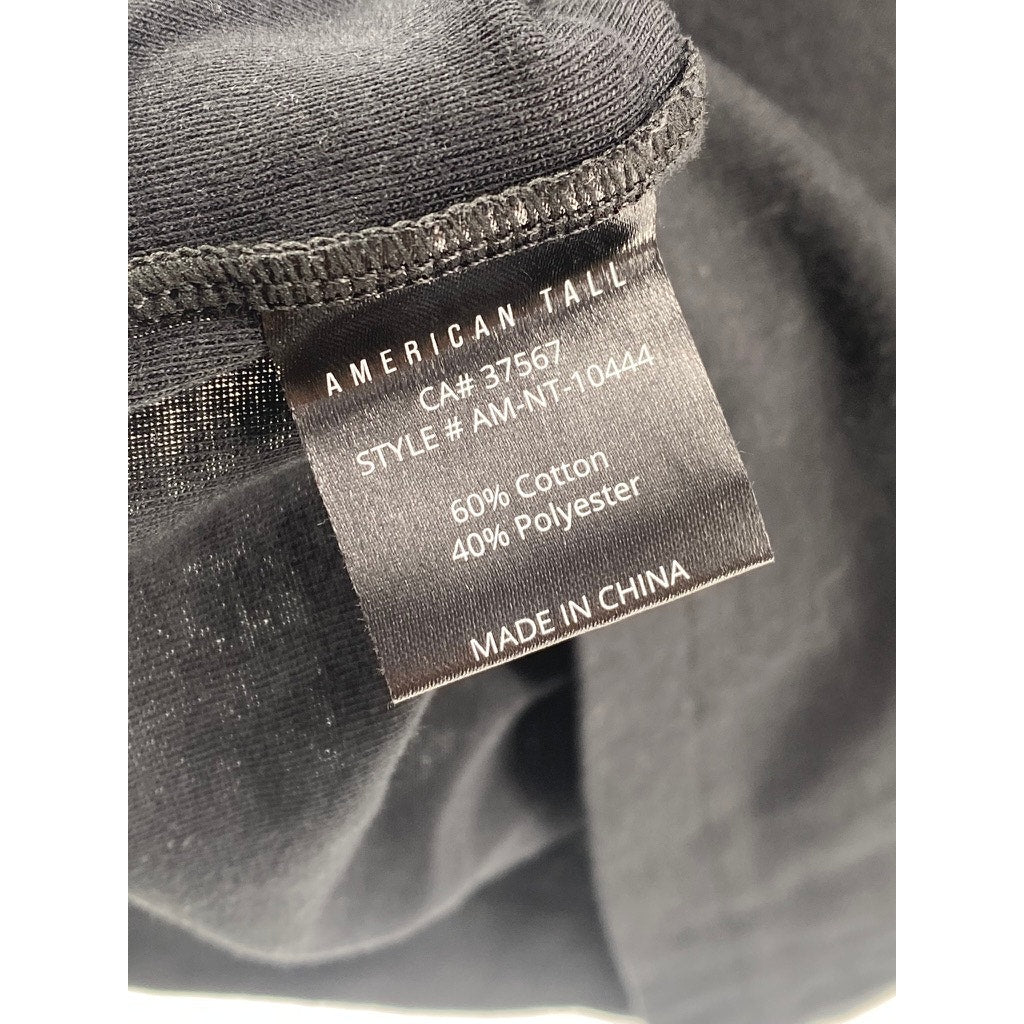 AMERICAN TALL
CA# 37567
STYLE # AM-NT-10444
60% Cotton
40% Polyester
MADE IN CHINA